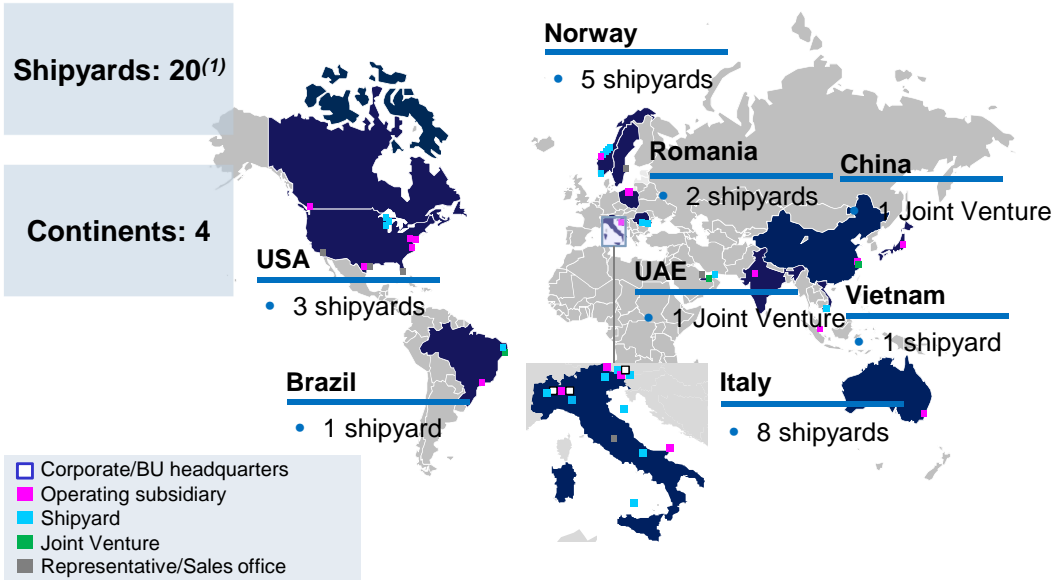 Shipyards: 20(1)
Continents: 4
Norway
• 5 shipyards
Romania
• 2 shipyards
China
• 1 Joint Venture
USA
• 3 shipyards
UAE
• 1 Joint Venture
Vietnam
• 1 shipyard
Brazil
• 1 shipyard
Italy
• 8 shipyards
Corporate/BU headquarters
Operating subsidiary
Shipyard
Joint Venture
Representative/Sales office